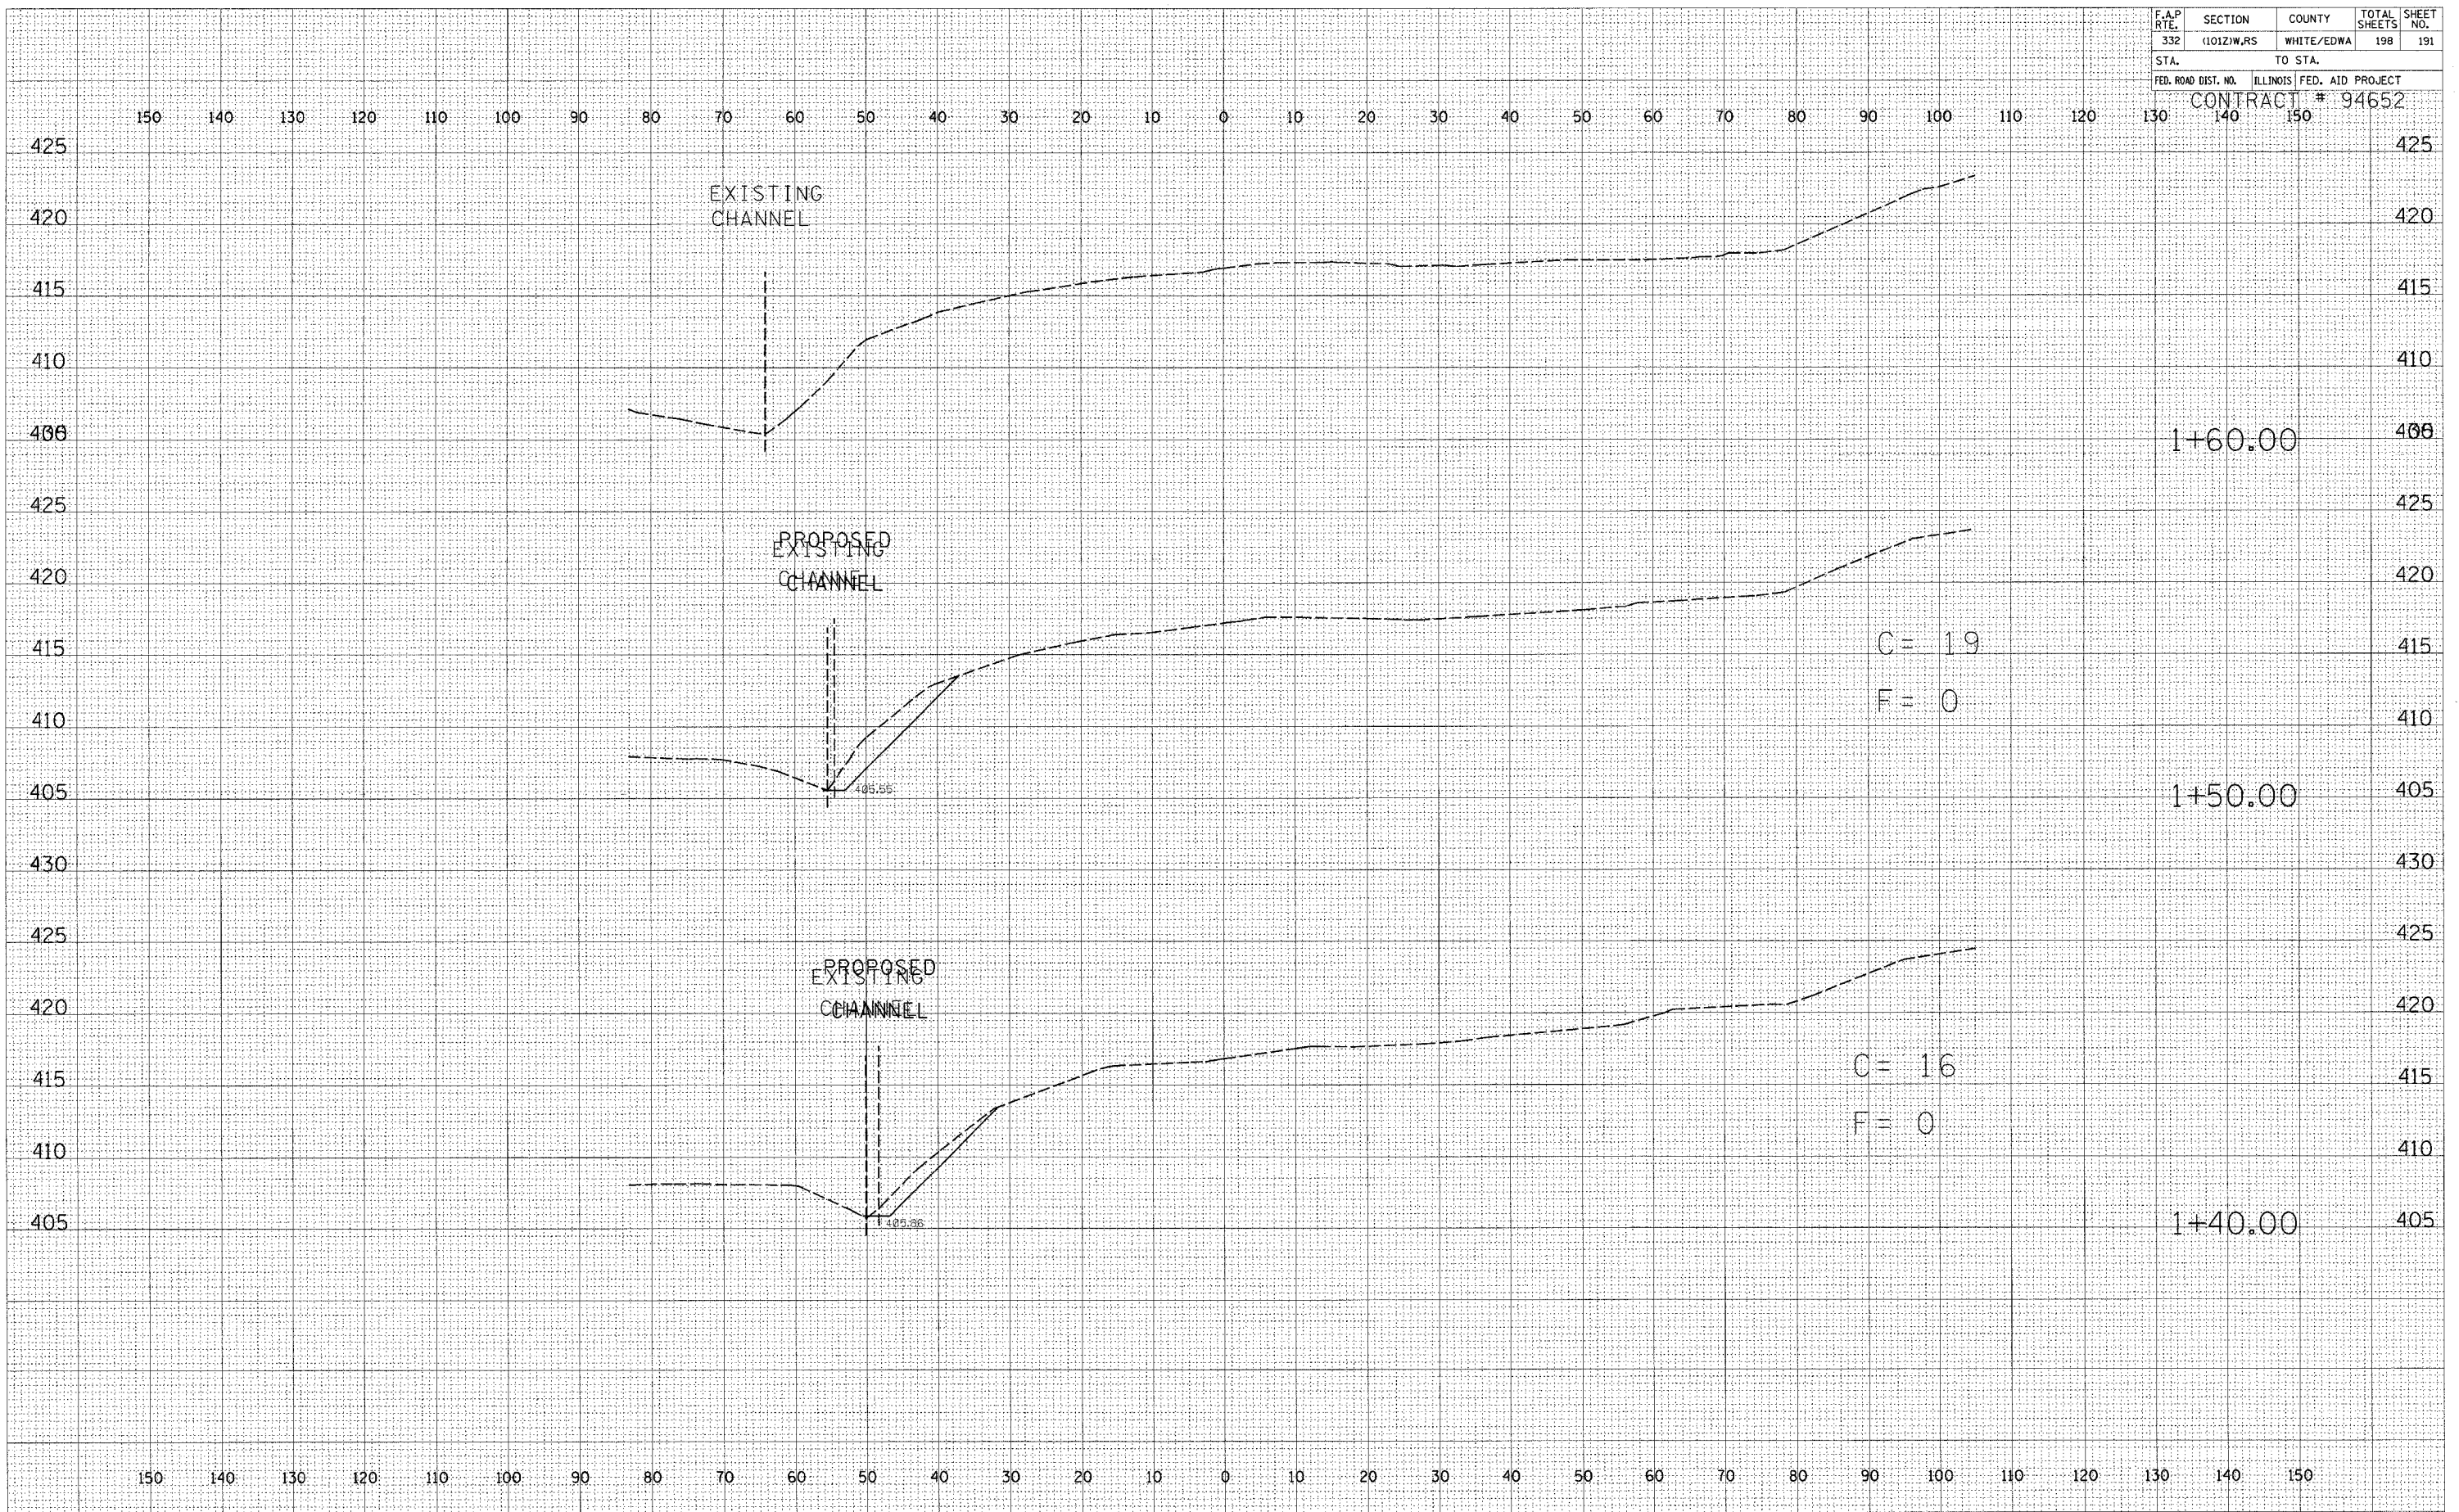 F.A.P RTE. SECTION COUNTY TOTAL SHEETS SHEET NO.
332 (101Z)W,RS WHITE/EDWA 198 191
STA. TO STA.
FED. ROAD DIST. NO. ILLINOIS FED. AID PROJECT
CONTRACT # 94652
150 140 130 120 110 100 90 80 70 60 50 40 30 20 10 0 10 20 30 40 50 60 70 80 90 100 110 120 130 140 150
425 425
EXISTING
CHANNEL
420 420
415 415
410 410
1+60.00
425 425
PROPOSED
EXISTING
CHANNEL
CHANNEL
420 420
C= 19
415 415
F= 0
410 410
405.55
405 1+50.00 405
430 430
425 425
PROPOSED
EXISTING
CHANNEL
CHANNEL
420 420
C= 16
415 415
F= 0
410 410
405.86
405 1+40.00 405
150 140 130 120 110 100 90 80 70 60 50 40 30 20 10 0 10 20 30 40 50 60 70 80 90 100 110 120 130 140 150